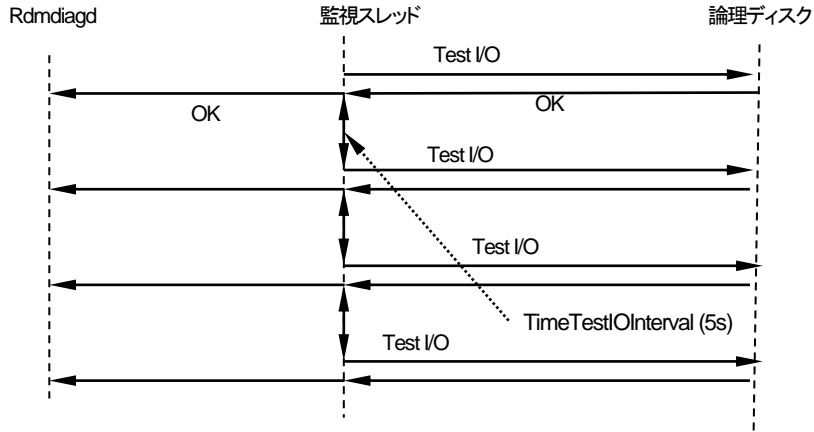 Rdmdiagd
監視スレッド
論理ディスク
Test I/O
OK
OK
Test I/O
Test I/O
TimeTestIOInterval (5s)
Test I/O